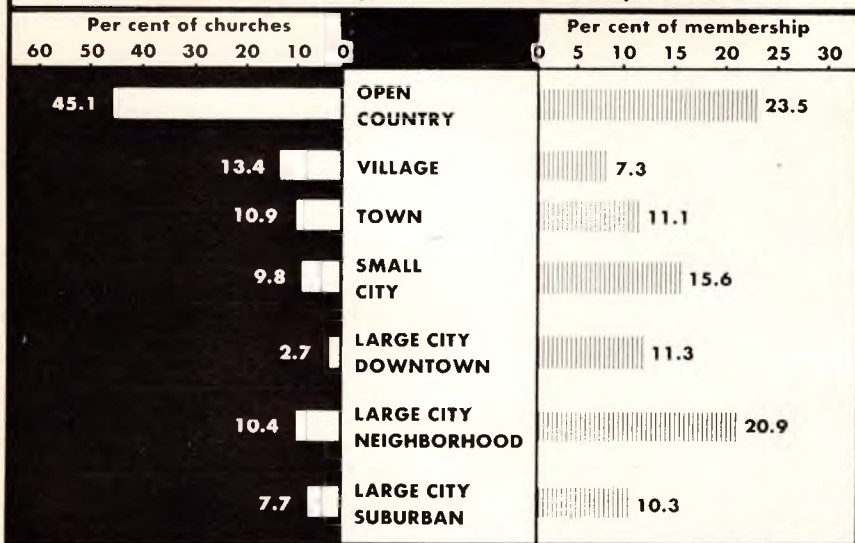 Per cent of churches
60 50 40 30 20 10 0
Per cent of membership
0 5 10 15 20 25 30
45.1 OPEN COUNTRY 23.5
13.4 VILLAGE 7.3
10.9 TOWN 11.1
9.8 SMALL CITY 15.6
2.7 LARGE CITY DOWNTOWN 11.3
10.4 LARGE CITY NEIGHBORHOOD 20.9
7.7 LARGE CITY SUBURBAN 10.3